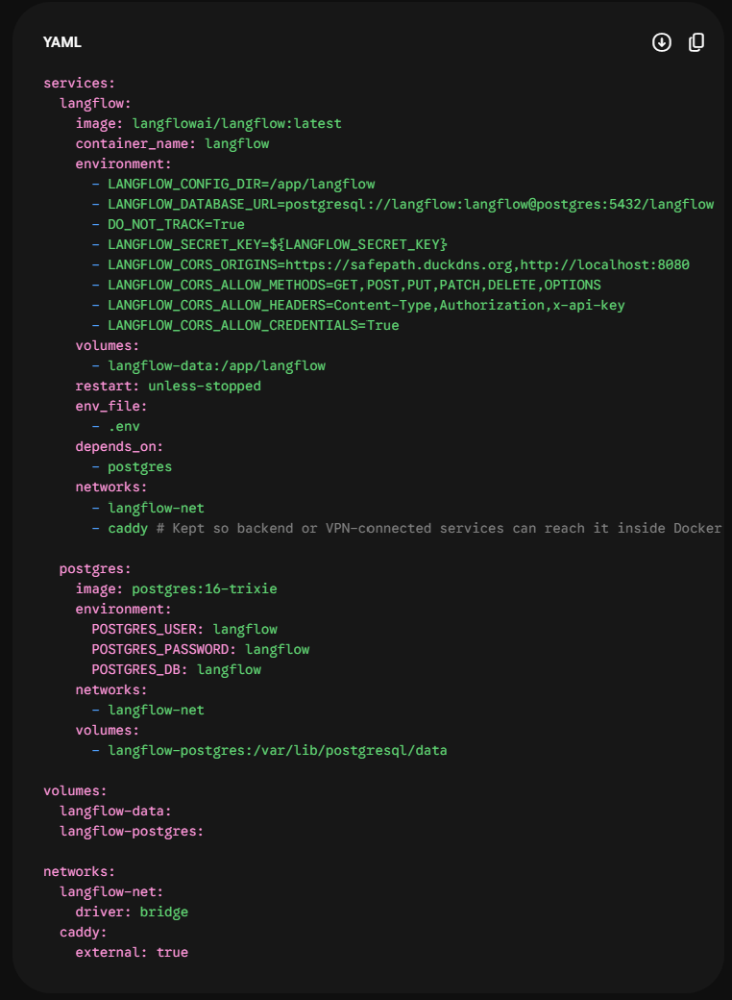 YAML
services:
  langflow:
    image: langflowai/langflow:latest
    container_name: langflow
    environment:
      - LANGFLOW_CONFIG_DIR=/app/langflow
      - LANGFLOW_DATABASE_URL=postgresql://langflow:langflow@postgres:5432/langflow
      - DO_NOT_TRACK=True
      - LANGFLOW_SECRET_KEY=${LANGFLOW_SECRET_KEY}
      - LANGFLOW_CORS_ORIGINS=https://safepath.duckdns.org,http://localhost:8080
      - LANGFLOW_CORS_ALLOW_METHODS=GET,POST,PUT,PATCH,DELETE,OPTIONS
      - LANGFLOW_CORS_ALLOW_HEADERS=Content-Type,Authorization,x-api-key
      - LANGFLOW_CORS_ALLOW_CREDENTIALS=True
    volumes:
      - langflow-data:/app/langflow
    restart: unless-stopped
    env_file:
      - .env
    depends_on:
      - postgres
    networks:
      - langflow-net
      - caddy # Kept so backend or VPN-connected services can reach it inside Docker

  postgres:
    image: postgres:16-trixie
    environment:
      POSTGRES_USER: langflow
      POSTGRES_PASSWORD: langflow
      POSTGRES_DB: langflow
    networks:
      - langflow-net
    volumes:
      - langflow-postgres:/var/lib/postgresql/data

volumes:
  langflow-data:
  langflow-postgres:

networks:
  langflow-net:
    driver: bridge
  caddy:
    external: true